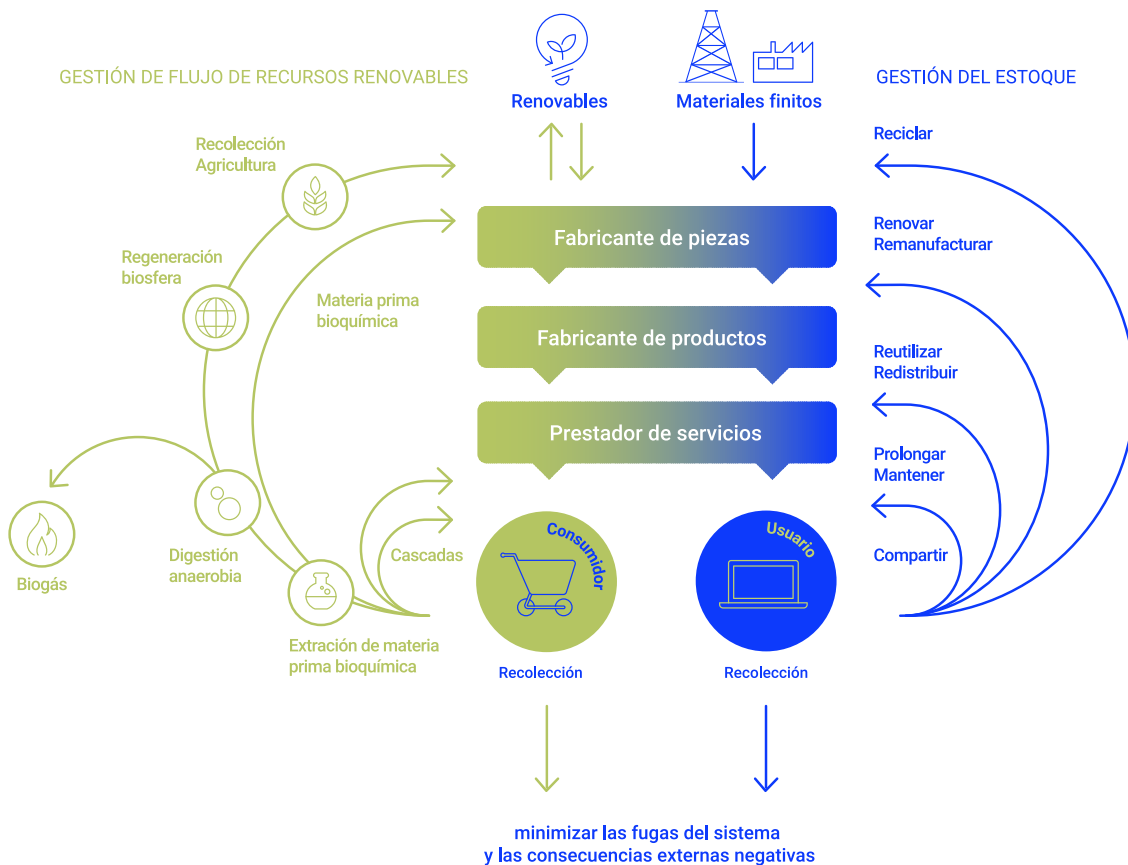 GESTIÓN DE FLUJO DE RECURSOS RENOVABLES
Renovables
Materiales finitos
GESTIÓN DEL ESTOQUE
Recolección
Agricultura
Regeneración
biosfera
Materia prima
bioquímica
Biogás
Digestión
anaerobia
Extración de materia
prima bioquímica
Cascadas
Fabricante de piezas
Fabricante de productos
Prestador de servicios
Consumidor
Usuario
Recolección
Recolección
Reciclar
Renovar
Remanufacturar
Reutilizar
Redistribuir
Prolongar
Mantener
Compartir
minimizar las fugas del sistema
y las consecuencias externas negativas